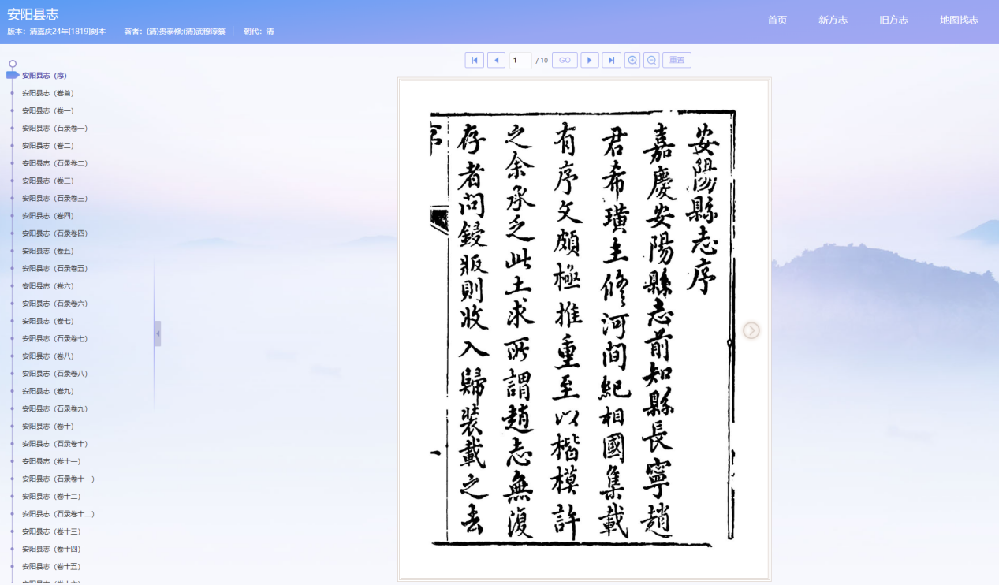 安阳县志
版本：清嘉庆24年[1819]刻本
著者：(清)贵泰修;(清)武穆淳纂
朝代：清
首页
新方志
旧方志
地图找志
1
/ 10
GO
重置
安阳县志（序）
安阳县志（卷首）
安阳县志（卷一）
安阳县志（石录卷一）
安阳县志（卷二）
安阳县志（石录卷二）
安阳县志（卷三）
安阳县志（石录卷三）
安阳县志（卷四）
安阳县志（石录卷四）
安阳县志（卷五）
安阳县志（石录卷五）
安阳县志（卷六）
安阳县志（石录卷六）
安阳县志（卷七）
安阳县志（石录卷七）
安阳县志（卷八）
安阳县志（石录卷八）
安阳县志（卷九）
安阳县志（石录卷九）
安阳县志（卷十）
安阳县志（石录卷十）
安阳县志（卷十一）
安阳县志（石录卷十一）
安阳县志（卷十二）
安阳县志（石录卷十二）
安阳县志（卷十三）
安阳县志（卷十四）
安阳县志（卷十五）
安阳县志（卷十六）
安陽縣志序
嘉慶安陽縣志前知縣長寧趙
君希璜主修河間紀相國集載
有序文頗極推重至以楷模許
之余承乏此土求所謂趙志無復
存者問鋟版則收入歸装載之去